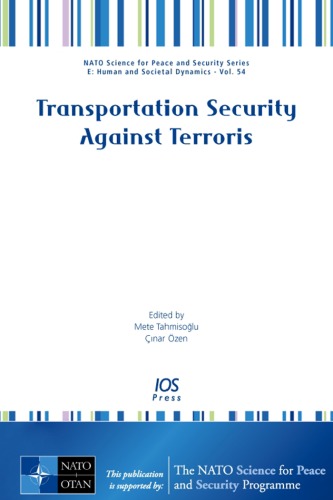 NATO Science for Peace and Security Series
E: Human and Societal Dynamics - Vol. 54
Transportation Security
Against Terroris
Edited by
Mete Tahmisoğlu
Çınar Özen
IOS
Press
NATO
OTAN
This publication
is supported by:
The NATO Science for Peace
and Security Programme